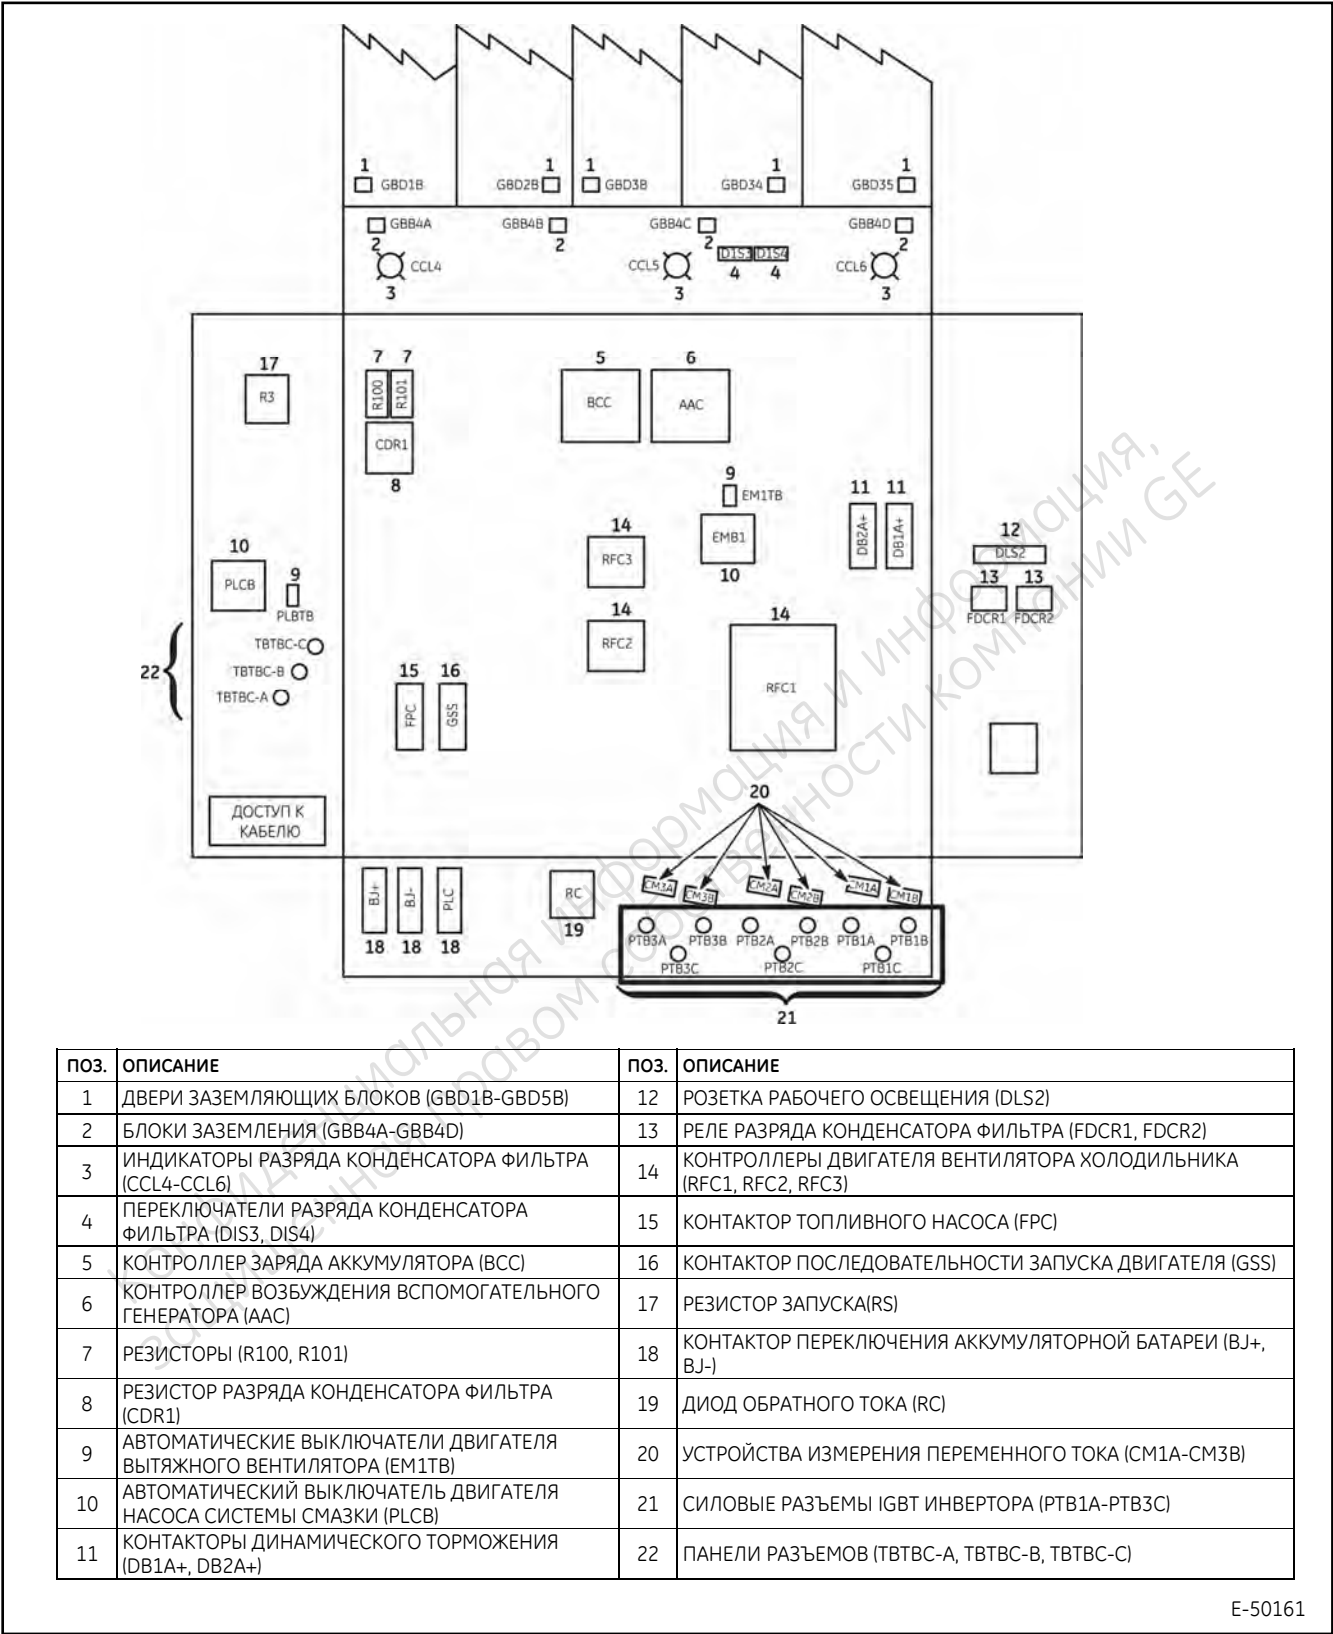 1 1 1 1 1
GBD1B GBD2B GBD3B GBD34 GBD35
GBB4A GBB4B GBB4C GBB4D
2 2 2 2
CCL4 CCL5 D1S3 D1S4 CCL6
3 3 4 4 3
17 7 7 5 6
R3 R100 R101 BCC AAC
CDR1
8
9
EM1TB
11 11
DB2A+ DB1A+
EMB1
10
14
RFC3
14
RFC2
14
RFC1
12
DLS2
13 13
FDCR1 FDCR2
10
PLCB
9
PLBTB
TBTBC-C
22 TBTBC-B
TBTBC-A
15 16
FPC GSS
ДОСТУП К
КАБЕЛЮ
20
CM3A CM3B CM2A CM2B CM1A CM1B
BJ+ BJ- PLC RC
18 18 18 19
PTB3A PTB3B PTB2A PTB2B PTB1A PTB1B
PTB3C PTB2C PTB1C
21
Конфиденциальная информация и информация,
защищенная правом собственности компании GE
ПОЗ. ОПИСАНИЕ ПОЗ. ОПИСАНИЕ
1 ДВЕРИ ЗАЗЕМЛЯЮЩИХ БЛОКОВ (GBD1B-GBD5B) 12 РОЗЕТКА РАБОЧЕГО ОСВЕЩЕНИЯ (DLS2)
2 БЛОКИ ЗАЗЕМЛЕНИЯ (GBB4A-GBB4D) 13 РЕЛЕ РАЗРЯДА КОНДЕНСАТОРА ФИЛЬТРА (FDCR1, FDCR2)
3 ИНДИКАТОРЫ РАЗРЯДА КОНДЕНСАТОРА ФИЛЬТРА
(CCL4-CCL6)
14 КОНТРОЛЛЕРЫ ДВИГАТЕЛЯ ВЕНТИЛЯТОРА ХОЛОДИЛЬНИКА
(RFC1, RFC2, RFC3)
4 ПЕРЕКЛЮЧАТЕЛИ РАЗРЯДА КОНДЕНСАТОРА
ФИЛЬТРА (DIS3, DIS4)
15 КОНТАКТОР ТОПЛИВНОГО НАСОСА (FPC)
5 КОНТРОЛЛЕР ЗАРЯДА АККУМУЛЯТОРА (BCC) 16 КОНТАКТОР ПОСЛЕДОВАТЕЛЬНОСТИ ЗАПУСКА ДВИГАТЕЛЯ (GSS)
6 КОНТРОЛЛЕР ВОЗБУЖДЕНИЯ ВСПОМОГАТЕЛЬНОГО
ГЕНЕРАТОРА (AAC)
17 РЕЗИСТОР ЗАПУСКА(RS)
7 РЕЗИСТОРЫ (R100, R101)
18 КОНТАКТОР ПЕРЕКЛЮЧЕНИЯ АККУМУЛЯТОРНОЙ БАТАРЕИ (BJ+,
BJ-)
8 РЕЗИСТОР РАЗРЯДА КОНДЕНСАТОРА ФИЛЬТРА
(CDR1)
19 ДИОД ОБРАТНОГО ТОКА (RC)
9 АВТОМАТИЧЕСКИЕ ВЫКЛЮЧАТЕЛИ ДВИГАТЕЛЯ
ВЫТЯЖНОГО ВЕНТИЛЯТОРА (EM1TB)
20 УСТРОЙСТВА ИЗМЕРЕНИЯ ПЕРЕМЕННОГО ТОКА (CM1A-CM3B)
10 АВТОМАТИЧЕСКИЙ ВЫКЛЮЧАТЕЛЬ ДВИГАТЕЛЯ
НАСОСА СИСТЕМЫ СМАЗКИ (PLCB)
21 СИЛОВЫЕ РАЗЪЕМЫ IGBT ИНВЕРТОРА (PTB1A-PTB3C)
11 КОНТАКТОРЫ ДИНАМИЧЕСКОГО ТОРМОЖЕНИЯ
(DB1A+, DB2A+)
22 ПАНЕЛИ РАЗЪЕМОВ (TBTBC-A, TBTBC-B, TBTBC-C)
E-50161